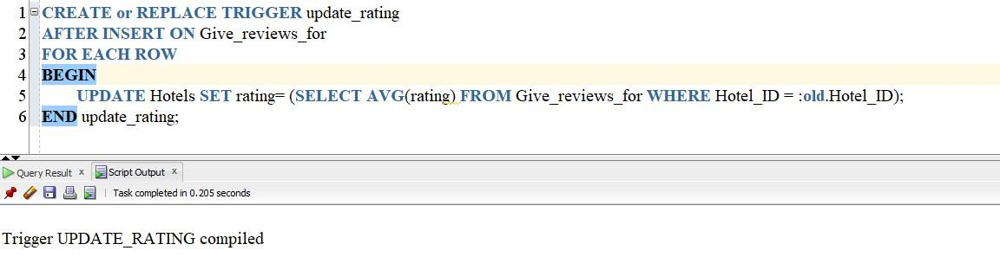 1 CREATE or REPLACE TRIGGER update_rating
2 AFTER INSERT ON Give_reviews_for
3 FOR EACH ROW
4 BEGIN
5 UPDATE Hotels SET rating= (SELECT AVG(rating) FROM Give_reviews_for WHERE Hotel_ID = :old.Hotel_ID);
6 END update_rating;
Query Result x Script Output x
Task completed in 0.205 seconds
Trigger UPDATE_RATING compiled